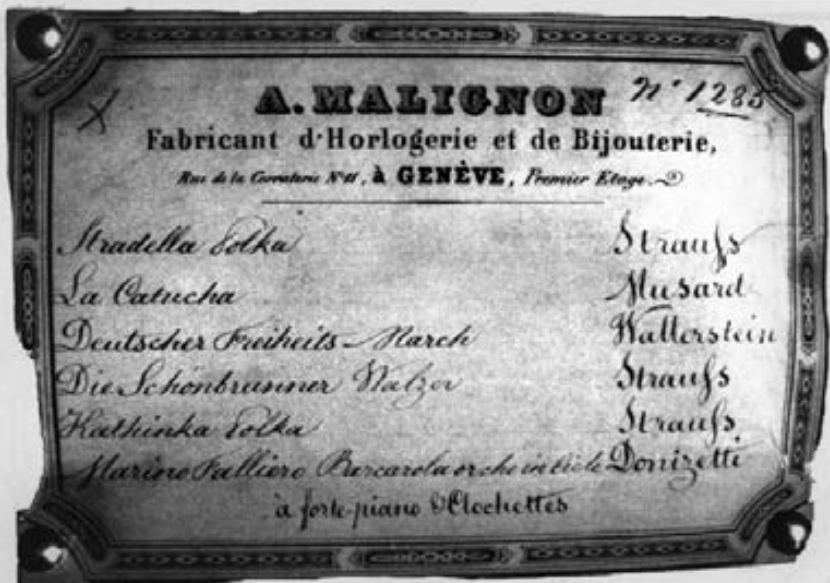 A. MALIGNON
n° 1285
Fabricant d'Horlogerie et de Bijouterie,
Rue de la Corraterie N° 11, à GENÈVE, Premier Etage.
Stradella Polka Strauſs
La Catucha Musard
Deutscher Freiheits-March Wallerstein
Die Schönbrunner Walzer Strauſs
Kathinka Polka Strauſs
Marino Falliero Barcarola Donizetti
à forte-piano & Clochettes